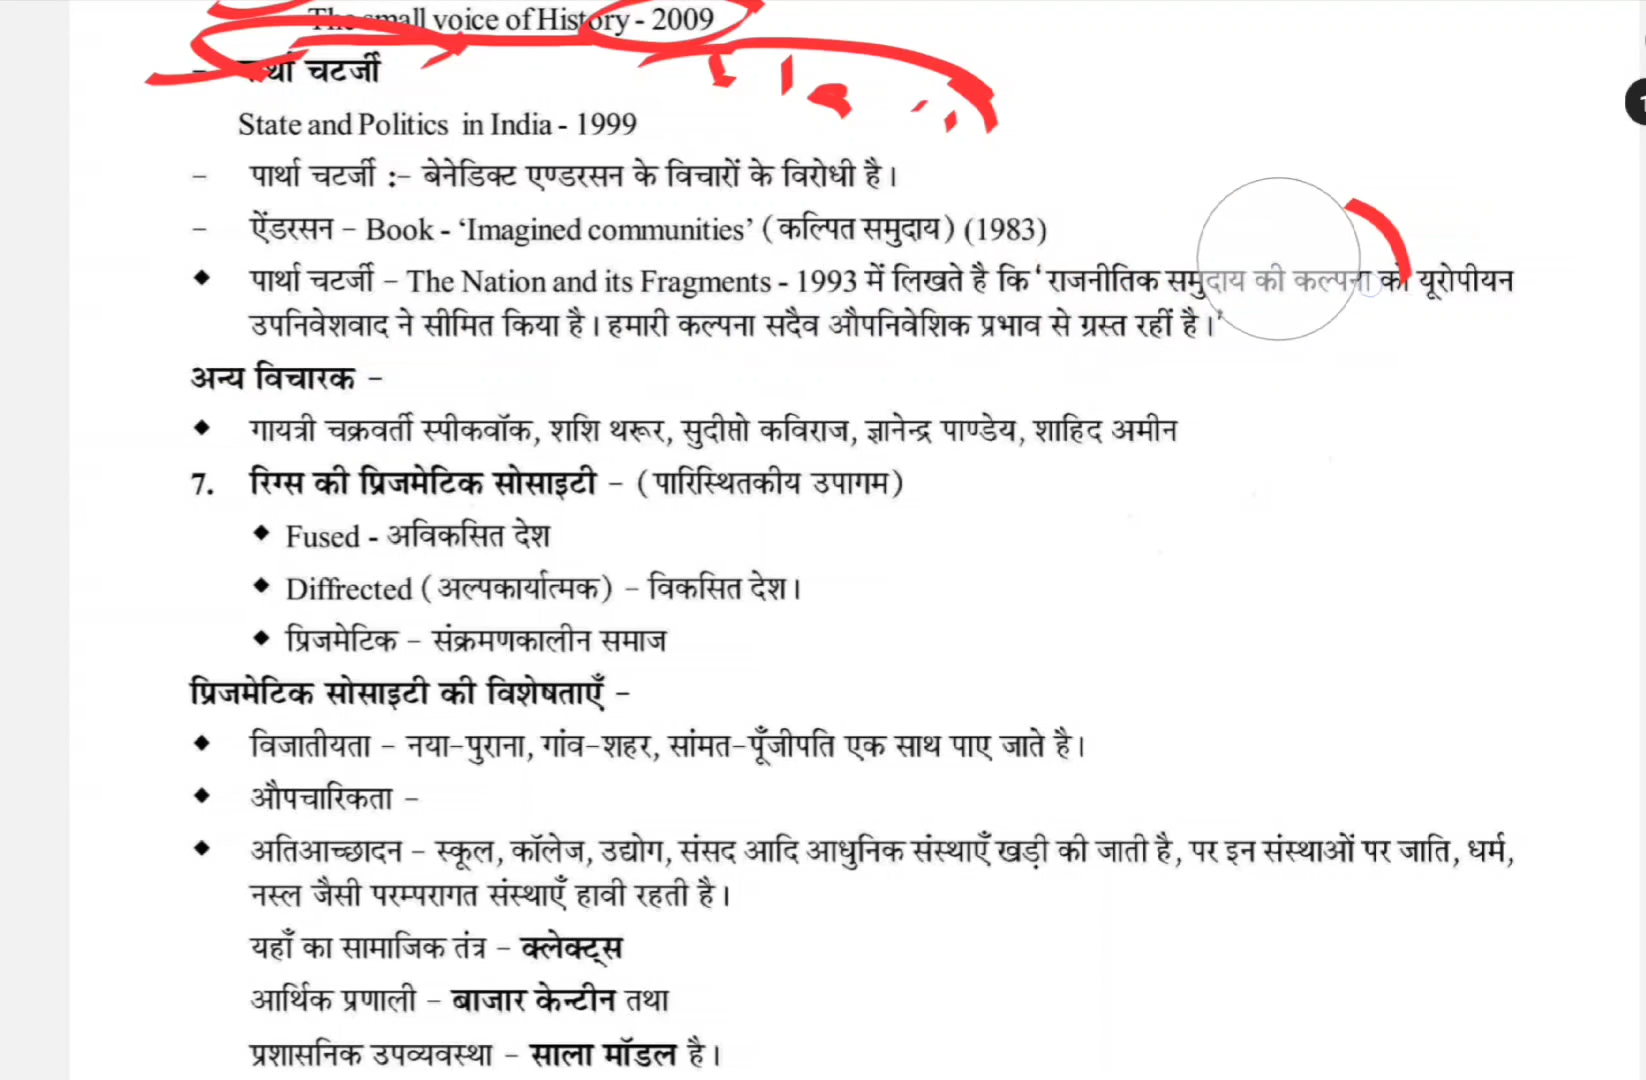 The small voice of History - 2009
– पार्था चटर्जी
State and Politics in India - 1999
– पार्था चटर्जी :– बेनेडिक्ट एण्डरसन के विचारों के विरोधी है।
– ऐंडरसन – Book - ‘Imagined communities’ (कल्पित समुदाय) (1983)
◆ पार्था चटर्जी – The Nation and its Fragments - 1993 में लिखते है कि ‘राजनीतिक समुदाय की कल्पना को यूरोपीयन
उपनिवेशवाद ने सीमित किया है। हमारी कल्पना सदैव औपनिवेशिक प्रभाव से ग्रस्त रहीं है।’
अन्य विचारक –
◆ गायत्री चक्रवर्ती स्पीकवॉक, शशि थरूर, सुदीप्तो कविराज, ज्ञानेन्द्र पाण्डेय, शाहिद अमीन
7. रिग्स की प्रिजमेटिक सोसाइटी – (पारिस्थितकीय उपागम)
◆ Fused - अविकसित देश
◆ Diffrected (अल्पकार्यात्मक) – विकसित देश।
◆ प्रिजमेटिक – संक्रमणकालीन समाज
प्रिजमेटिक सोसाइटी की विशेषताएँ –
◆ विजातीयता – नया-पुराना, गांव-शहर, सांमत-पूँजीपति एक साथ पाए जाते है।
◆ औपचारिकता –
◆ अतिआच्छादन – स्कूल, कॉलेज, उद्योग, संसद आदि आधुनिक संस्थाएँ खड़ी की जाती है, पर इन संस्थाओं पर जाति, धर्म,
नस्ल जैसी परम्परागत संस्थाएँ हावी रहती है।
यहाँ का सामाजिक तंत्र – क्लेक्ट्स
आर्थिक प्रणाली – बाजार केन्टीन तथा
प्रशासनिक उपव्यवस्था – साला मॉडल है।